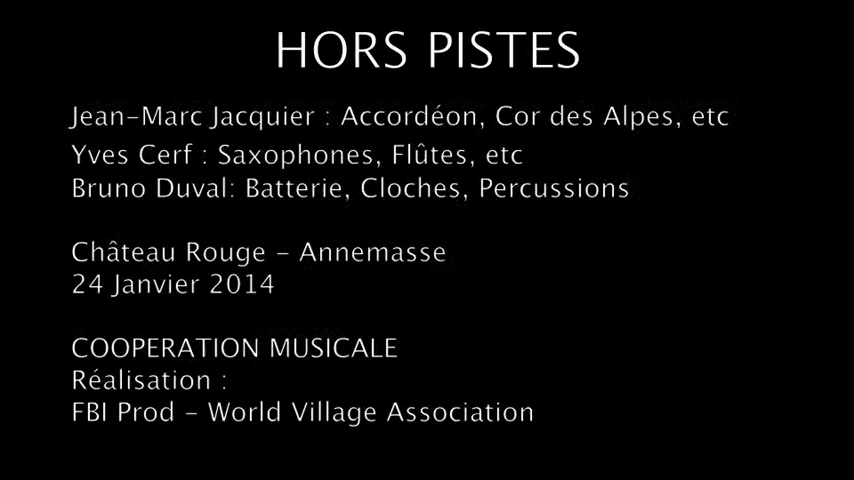 HORS PISTES
Jean-Marc Jacquier : Accordéon, Cor des Alpes, etc
Yves Cerf : Saxophones, Flûtes, etc
Bruno Duval: Batterie, Cloches, Percussions
Château Rouge - Annemasse
24 Janvier 2014
COOPERATION MUSICALE
Réalisation :
FBI Prod - World Village Association